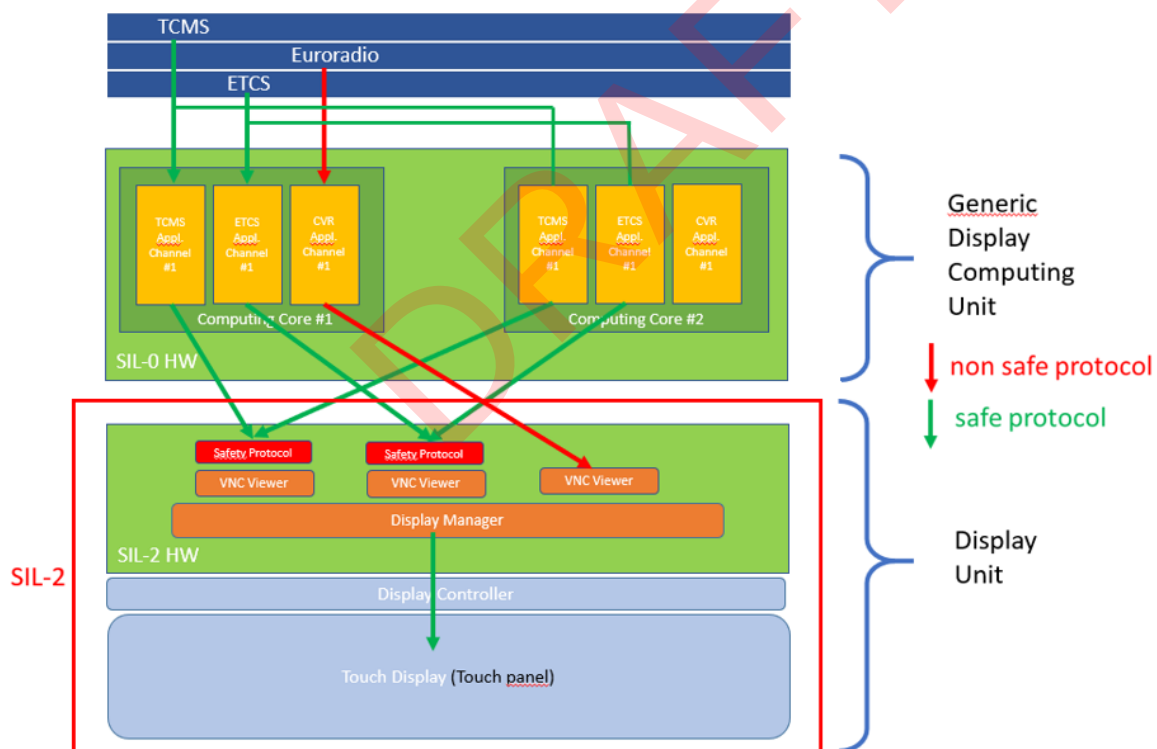 TCMS
Euroradio
ETCS
TCMS
Appl.
Channel
#1
ETCS
Appl.
Channel
#1
CVR
Appl.
Channel
#1
Computing Core #1
TCMS
Appl.
Channel
#1
ETCS
Appl.
Channel
#1
CVR
Appl.
Channel
#1
Computing Core #2
SIL-0 HW
Generic
Display
Computing
Unit
non safe protocol
safe protocol
Safety Protocol
VNC Viewer
Safety Protocol
VNC Viewer
VNC Viewer
Display Manager
SIL-2 HW
SIL-2
Display
Unit
Display Controller
Touch Display (Touch panel)
DRAF